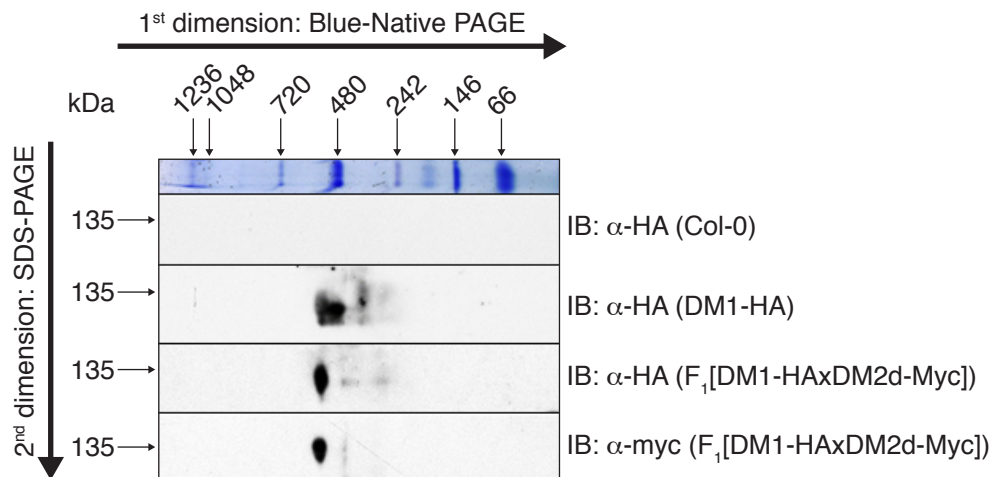 1st dimension: Blue-Native PAGE
kDa
1236
1048
720
480
242
146
66
2nd dimension: SDS-PAGE
135
IB: α-HA (Col-0)
135
IB: α-HA (DM1-HA)
135
IB: α-HA (F1[DM1-HAxDM2d-Myc])
135
IB: α-myc (F1[DM1-HAxDM2d-Myc])